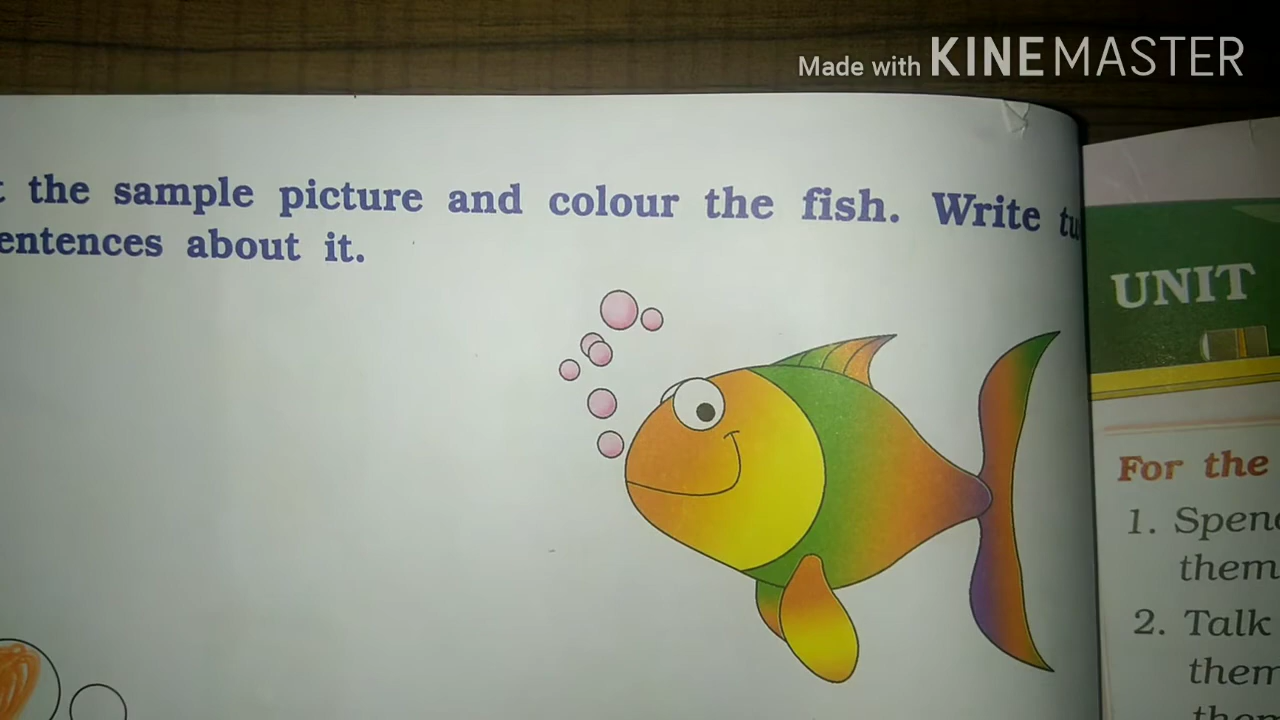 Made with KINEMASTER
the sample picture and colour the fish. Write
entences about it.
UNIT
For the
1. Spend
them
2. Talk
them